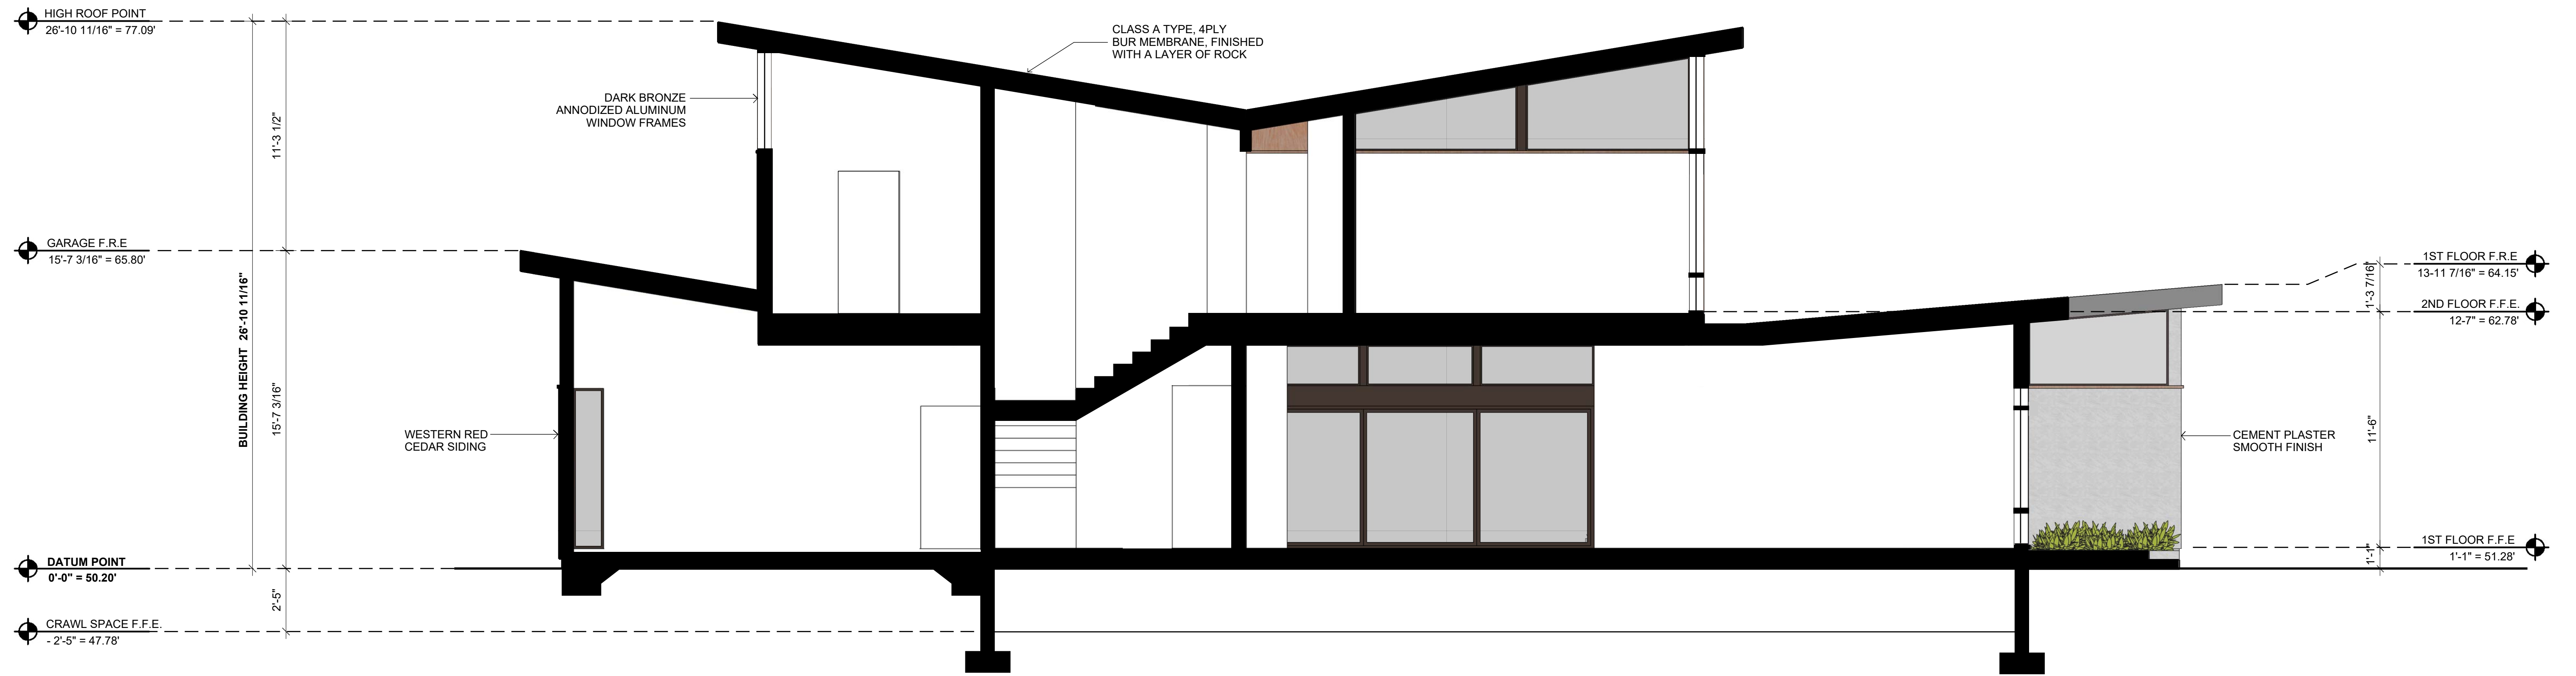 HIGH ROOF POINT
26'-10 11/16" = 77.09'
CLASS A TYPE, 4PLY
BUR MEMBRANE, FINISHED
WITH A LAYER OF ROCK
DARK BRONZE
ANNODIZED ALUMINUM
WINDOW FRAMES
11'-3 1/2"
GARAGE F.R.E
15'-7 3/16" = 65.80'
BUILDING HEIGHT 26'-10 11/16"
15'-7 3/16"
WESTERN RED
CEDAR SIDING
DATUM POINT
0'-0" = 50.20'
2'-5"
CRAWL SPACE F.F.E.
- 2'-5" = 47.78'
1ST FLOOR F.R.E
13-11 7/16" = 64.15'
1'-3 7/16"
2ND FLOOR F.F.E.
12-7" = 62.78'
11'-6"
CEMENT PLASTER
SMOOTH FINISH
1ST FLOOR F.F.E
1'-1" = 51.28'
1'-1"